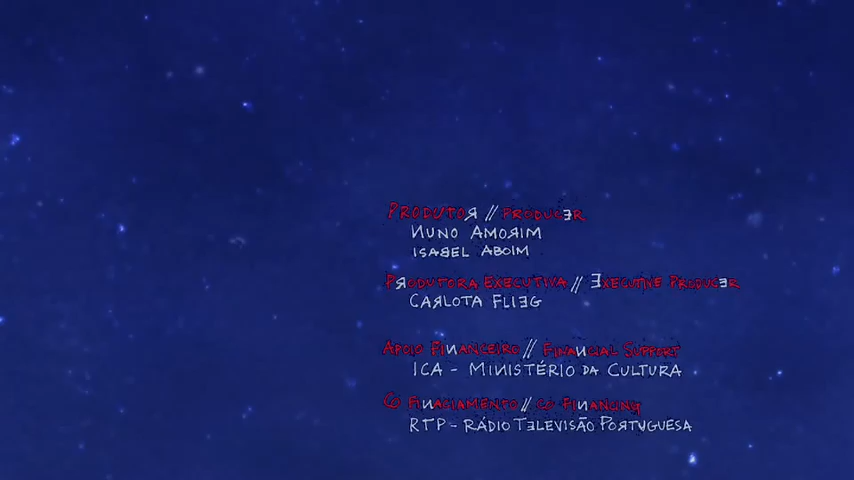 PRODUTOR // PRODUCER
NUNO AMORIM
ISABEL ABOIM
PRODUTORA EXECUTIVA // EXECUTIVE PRODUCER
CARLOTA FLIEG
APOIO FINANCEIRO // FINANCIAL SUPPORT
ICA - MINISTÉRIO DA CULTURA
CO FINACIAMENTO // CO FINANCING
RTP - RÁDIO TELEVISÃO PORTUGUESA